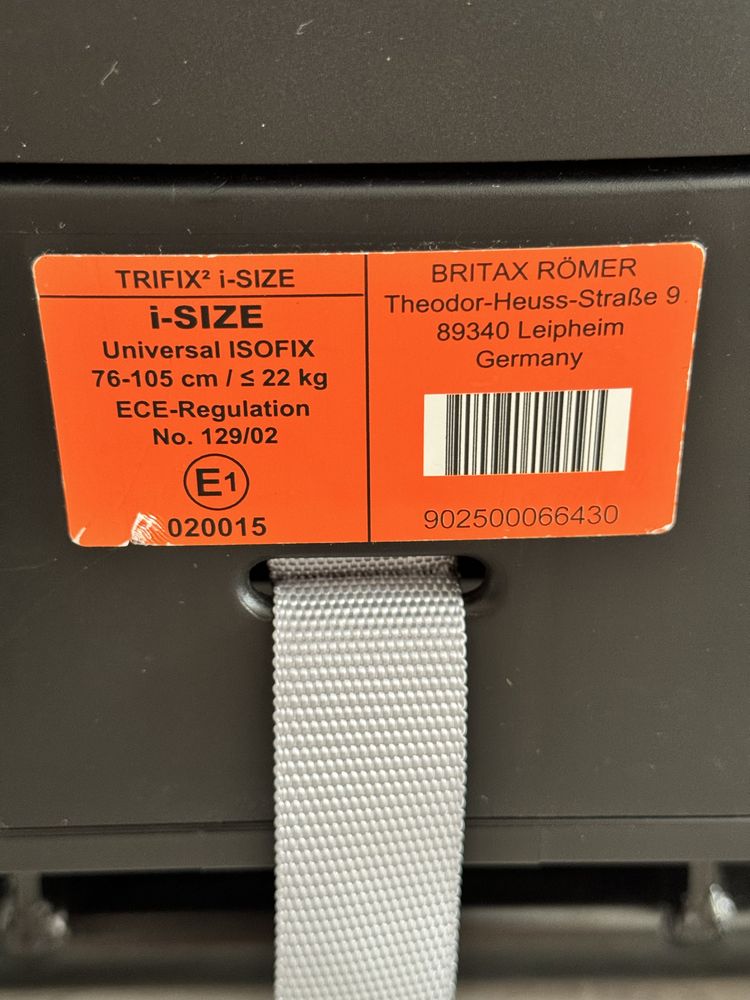 TRIFIX² i-SIZE
i-SIZE
Universal ISOFIX
76-105 cm / ≤ 22 kg
ECE-Regulation
No. 129/02
E1
020015
BRITAX RÖMER
Theodor-Heuss-Straße 9
89340 Leipheim
Germany
902500066430